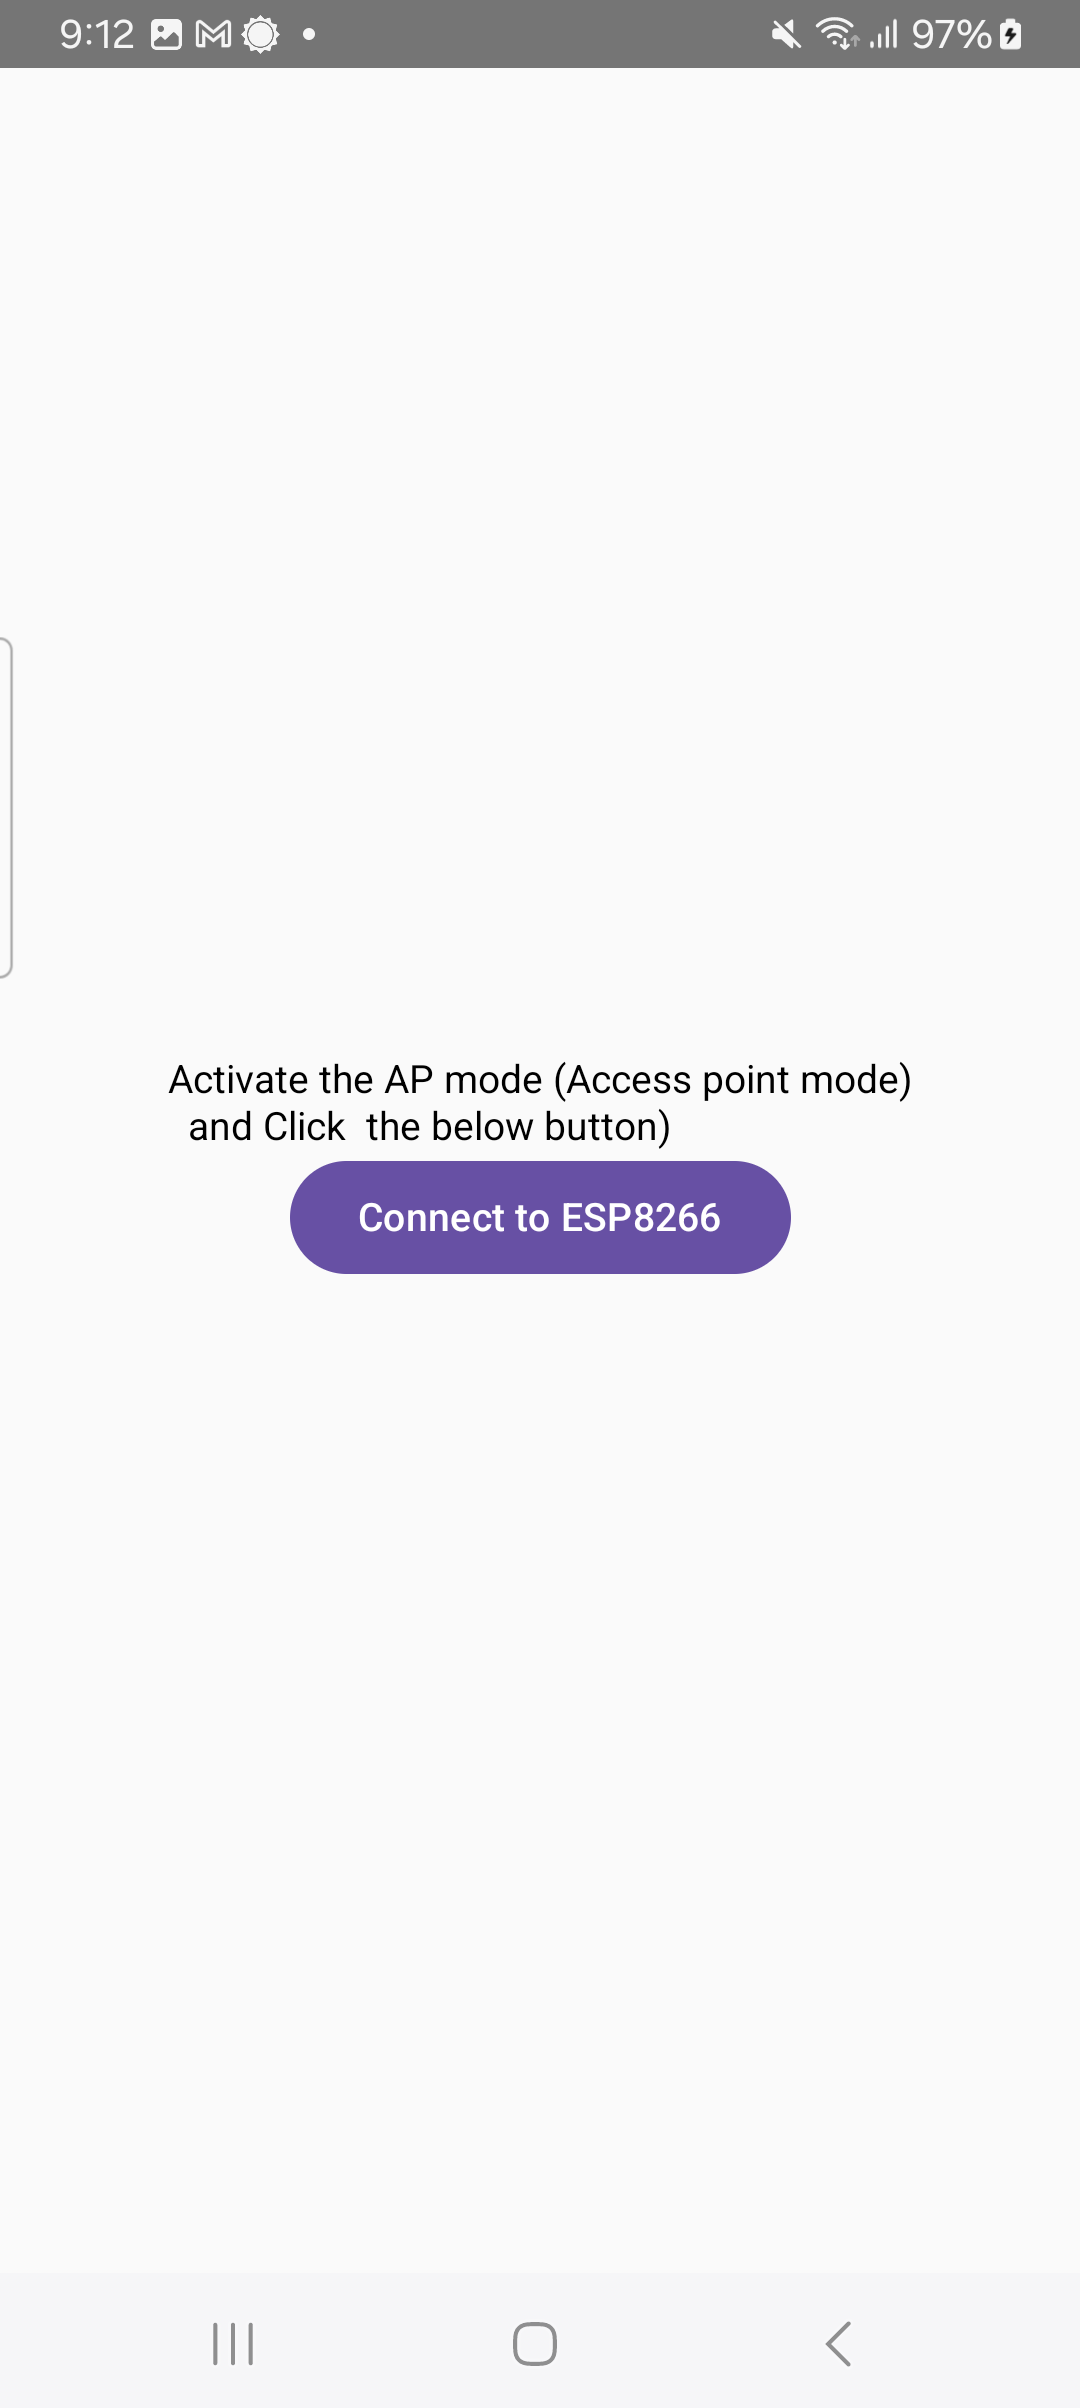 9:12 97%
Activate the AP mode (Access point mode)
and Click  the below button)
Connect to ESP8266